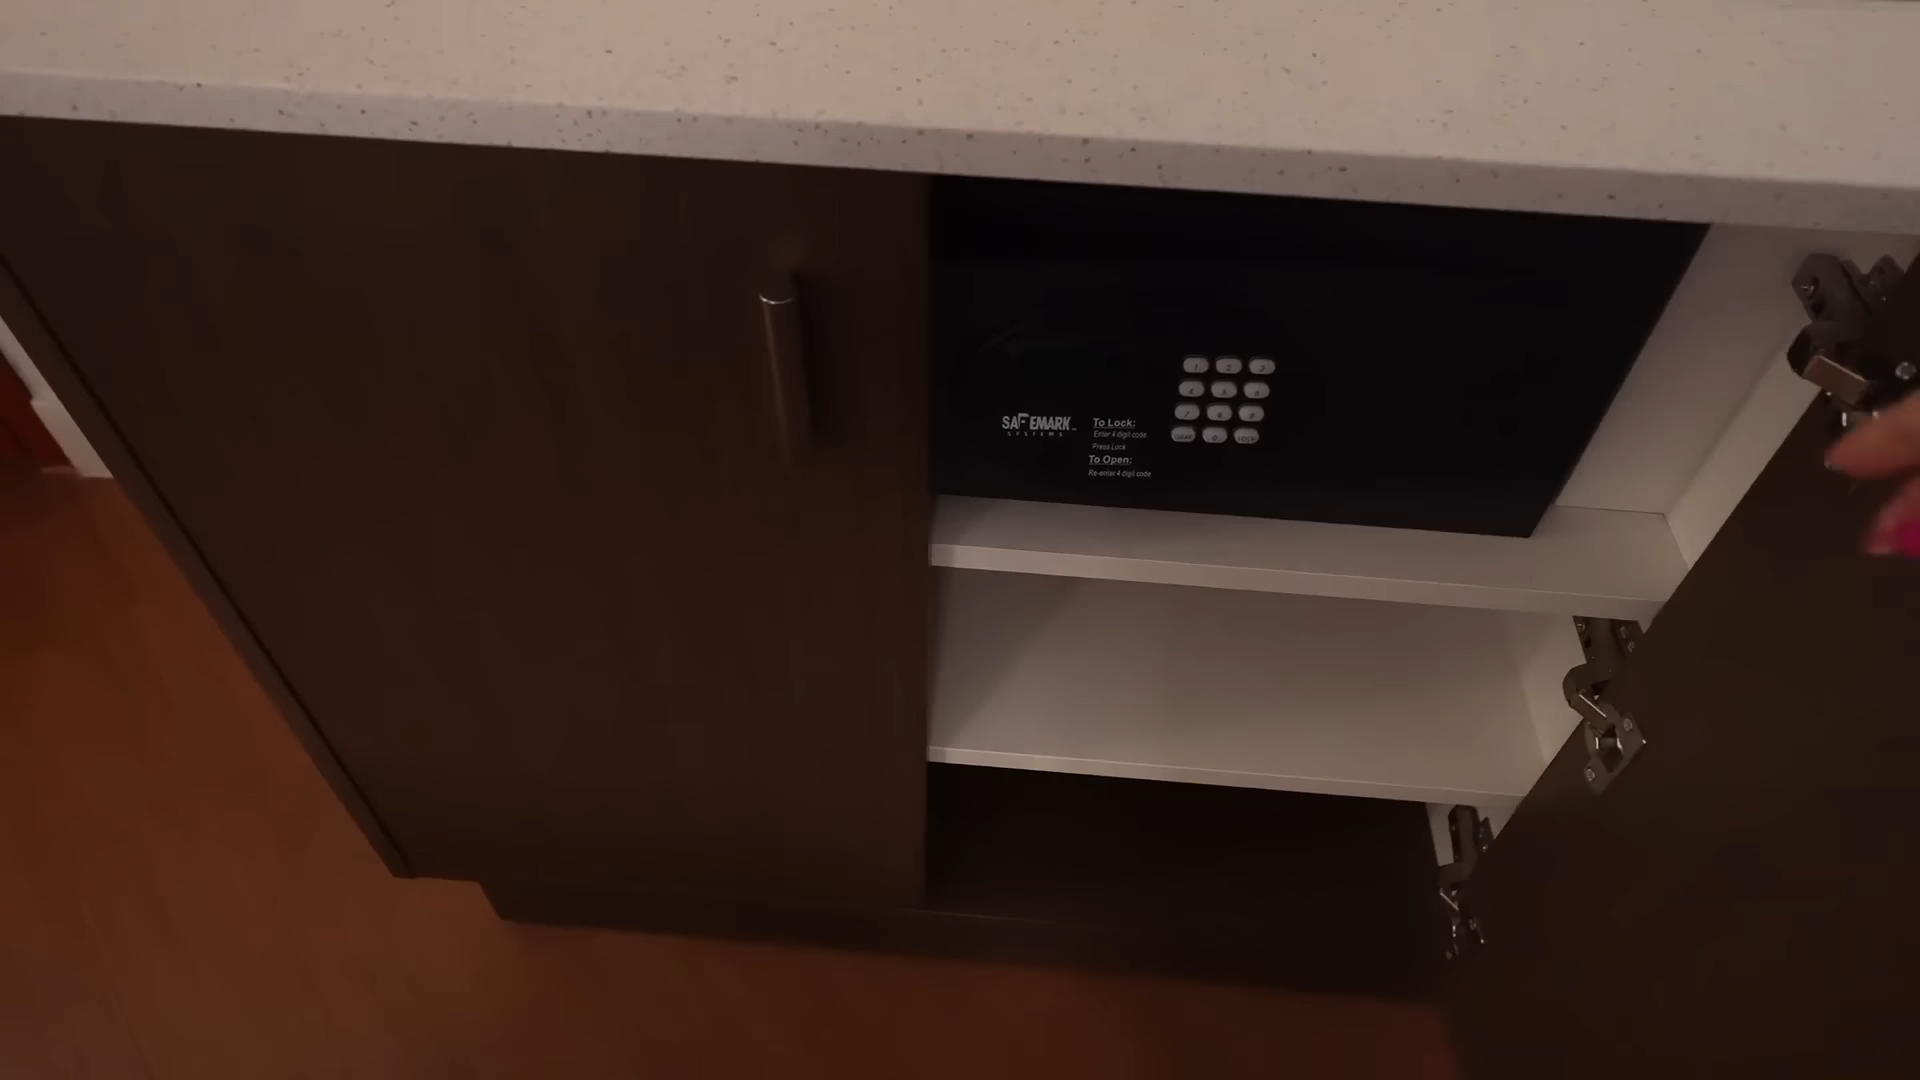 SAFEMARK
SYSTEMS
To Lock:
Enter 4 digit code
Press Lock
To Open:
Re-enter 4 digit code
1 2 3
4 5 6
7 8 9
CLEAR 0 LOCK